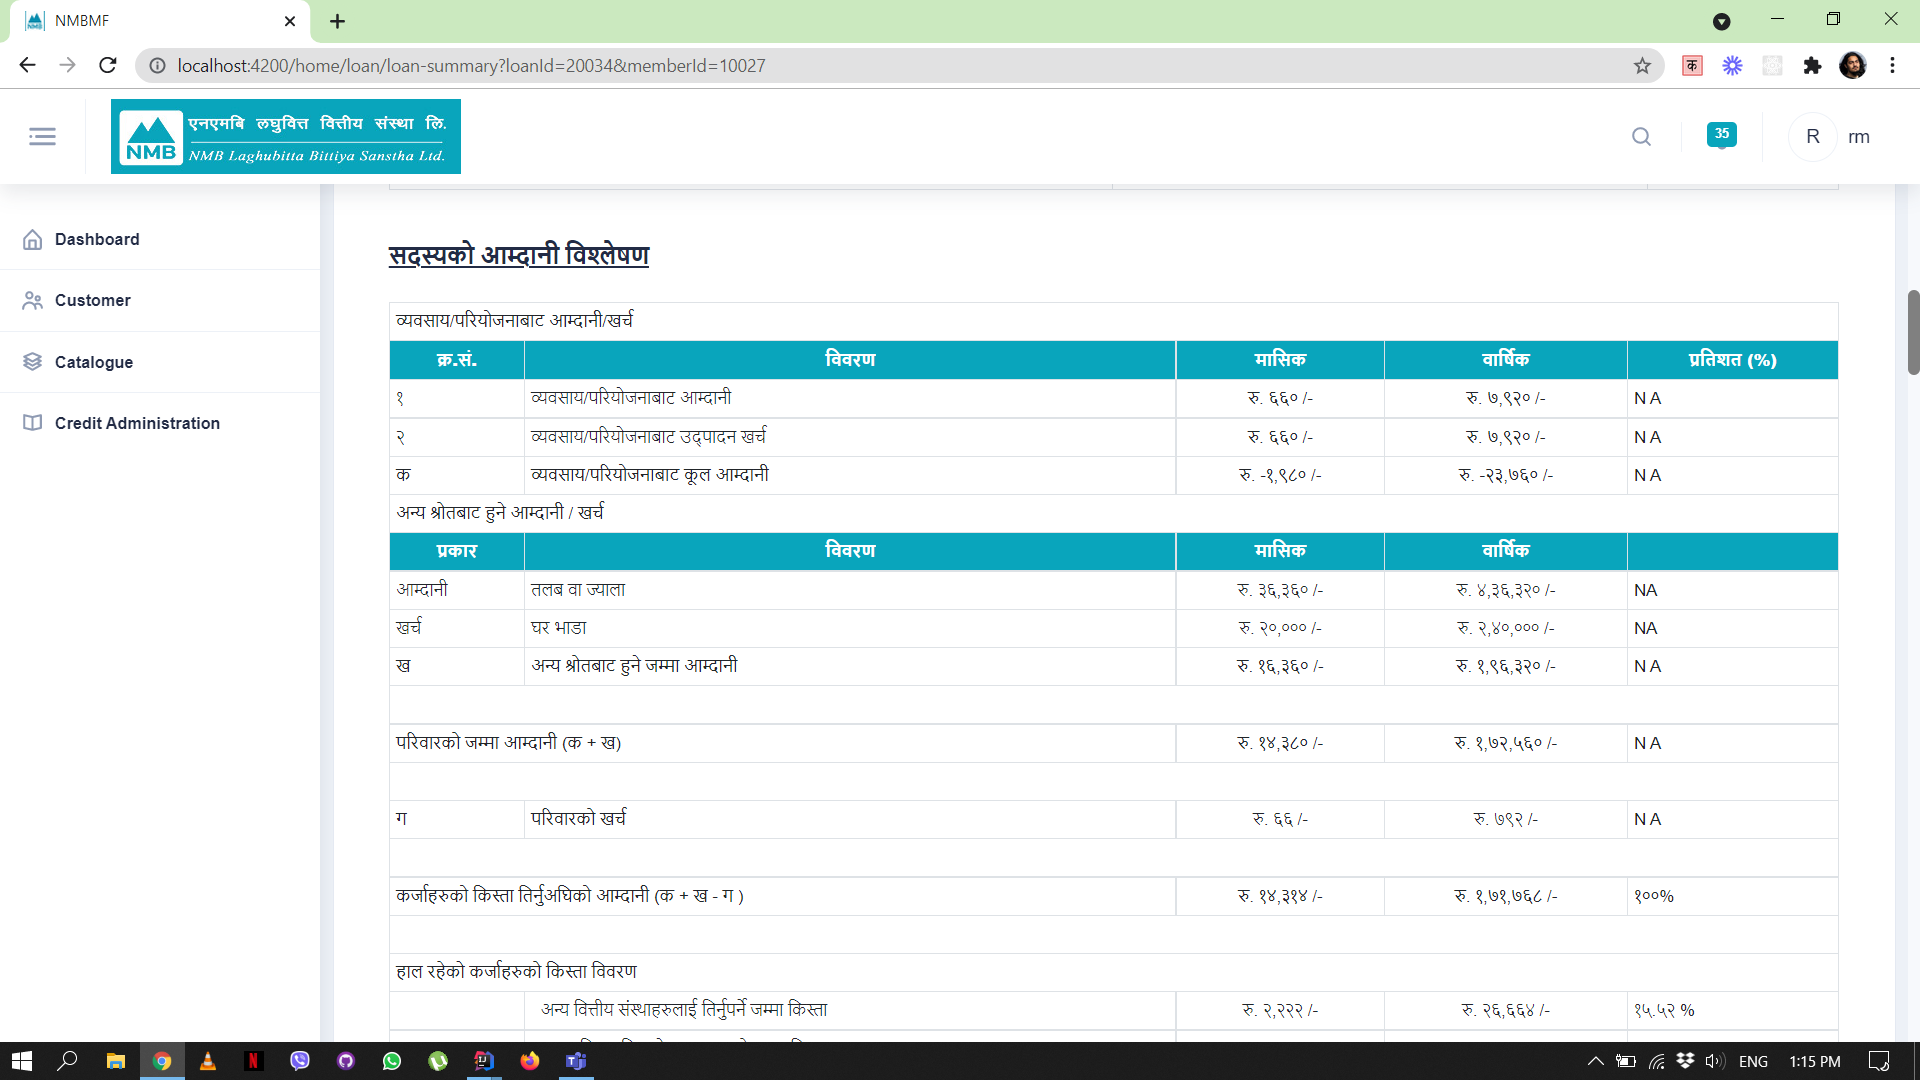 NMBMF
localhost:4200/home/loan/loan-summary?loanId=20034&memberId=10027
एनएमबि लघुवित्त वित्तीय संस्था लि.
NMB
NMB Laghubitta Bittiya Sanstha Ltd.
35
R
rm
Dashboard
Customer
Catalogue
Credit Administration
सदस्यको आम्दानी विश्लेषण
व्यवसाय/परियोजनाबाट आम्दानी/खर्च
क्र.सं. विवरण मासिक वार्षिक प्रतिशत (%)
१ व्यवसाय/परियोजनाबाट आम्दानी रु. ६६० /- रु. ७,९२० /- N A
२ व्यवसाय/परियोजनाबाट उद्पादन खर्च रु. ६६० /- रु. ७,९२० /- N A
क व्यवसाय/परियोजनाबाट कूल आम्दानी रु. -१,९८० /- रु. -२३,७६० /- N A
अन्य श्रोतबाट हुने आम्दानी / खर्च
प्रकार विवरण मासिक वार्षिक
आम्दानी तलब वा ज्याला रु. ३६,३६० /- रु. ४,३६,३२० /- NA
खर्च घर भाडा रु. २०,००० /- रु. २,४०,००० /- NA
ख अन्य श्रोतबाट हुने जम्मा आम्दानी रु. १६,३६० /- रु. १,९६,३२० /- N A
परिवारको जम्मा आम्दानी (क + ख) रु. १४,३८० /- रु. १,७२,५६० /- N A
ग परिवारको खर्च रु. ६६ /- रु. ७९२ /- N A
कर्जाहरुको किस्ता तिर्नुअघिको आम्दानी (क + ख - ग ) रु. १४,३१४ /- रु. १,७१,७६८ /- १००%
हाल रहेको कर्जाहरुको किस्ता विवरण
अन्य वित्तीय संस्थाहरुलाई तिर्नुपर्ने जम्मा किस्ता रु. २,२२२ /- रु. २६,६६४ /- १५.५२ %
ENG
1:15 PM